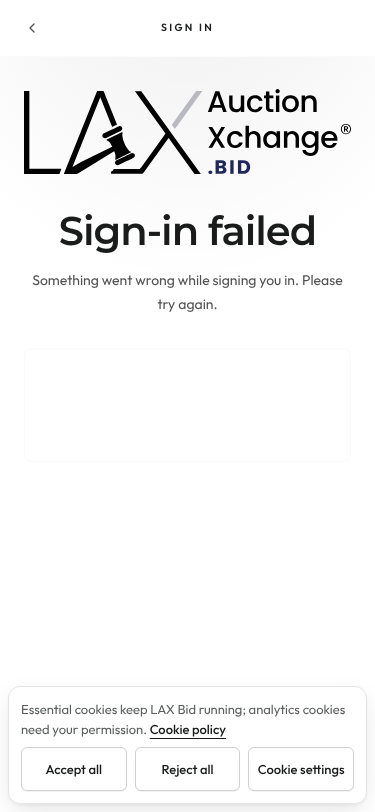 SIGN IN
LAX Auction
Xchange®
.BID
Sign-in failed
Something went wrong while signing you in. Please
try again.
Essential cookies keep LAX Bid running; analytics cookies
need your permission. Cookie policy
Accept all
Reject all
Cookie settings